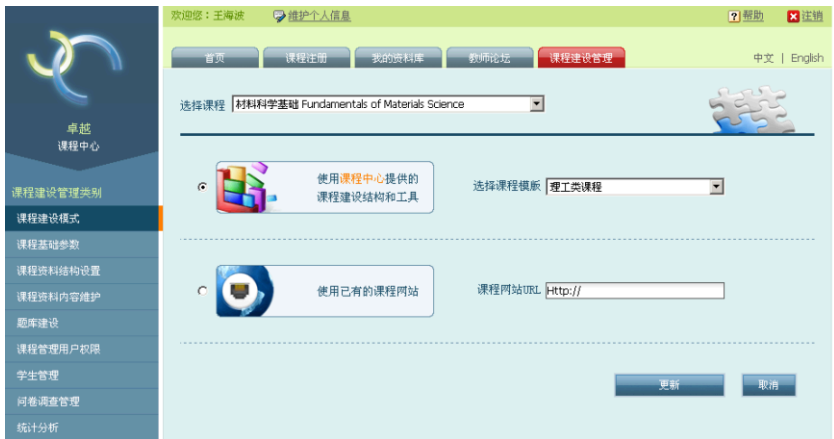 欢迎您：王海波 维护个人信息 帮助 注销
首页 课程注册 我的资料库 教师论坛 课程建设管理 中文 | English
选择课程 材料科学基础 Fundamentals of Materials Science
卓越
课程中心
课程建设管理类别
课程建设模式
课程基础参数
课程资料结构设置
课程资料内容维护
题库建设
课程管理用户权限
学生管理
问卷调查管理
统计分析
使用课程中心提供的
课程建设结构和工具
选择课程模版 理工类课程
使用已有的课程网站
课程网站URL Http://
更新 取消